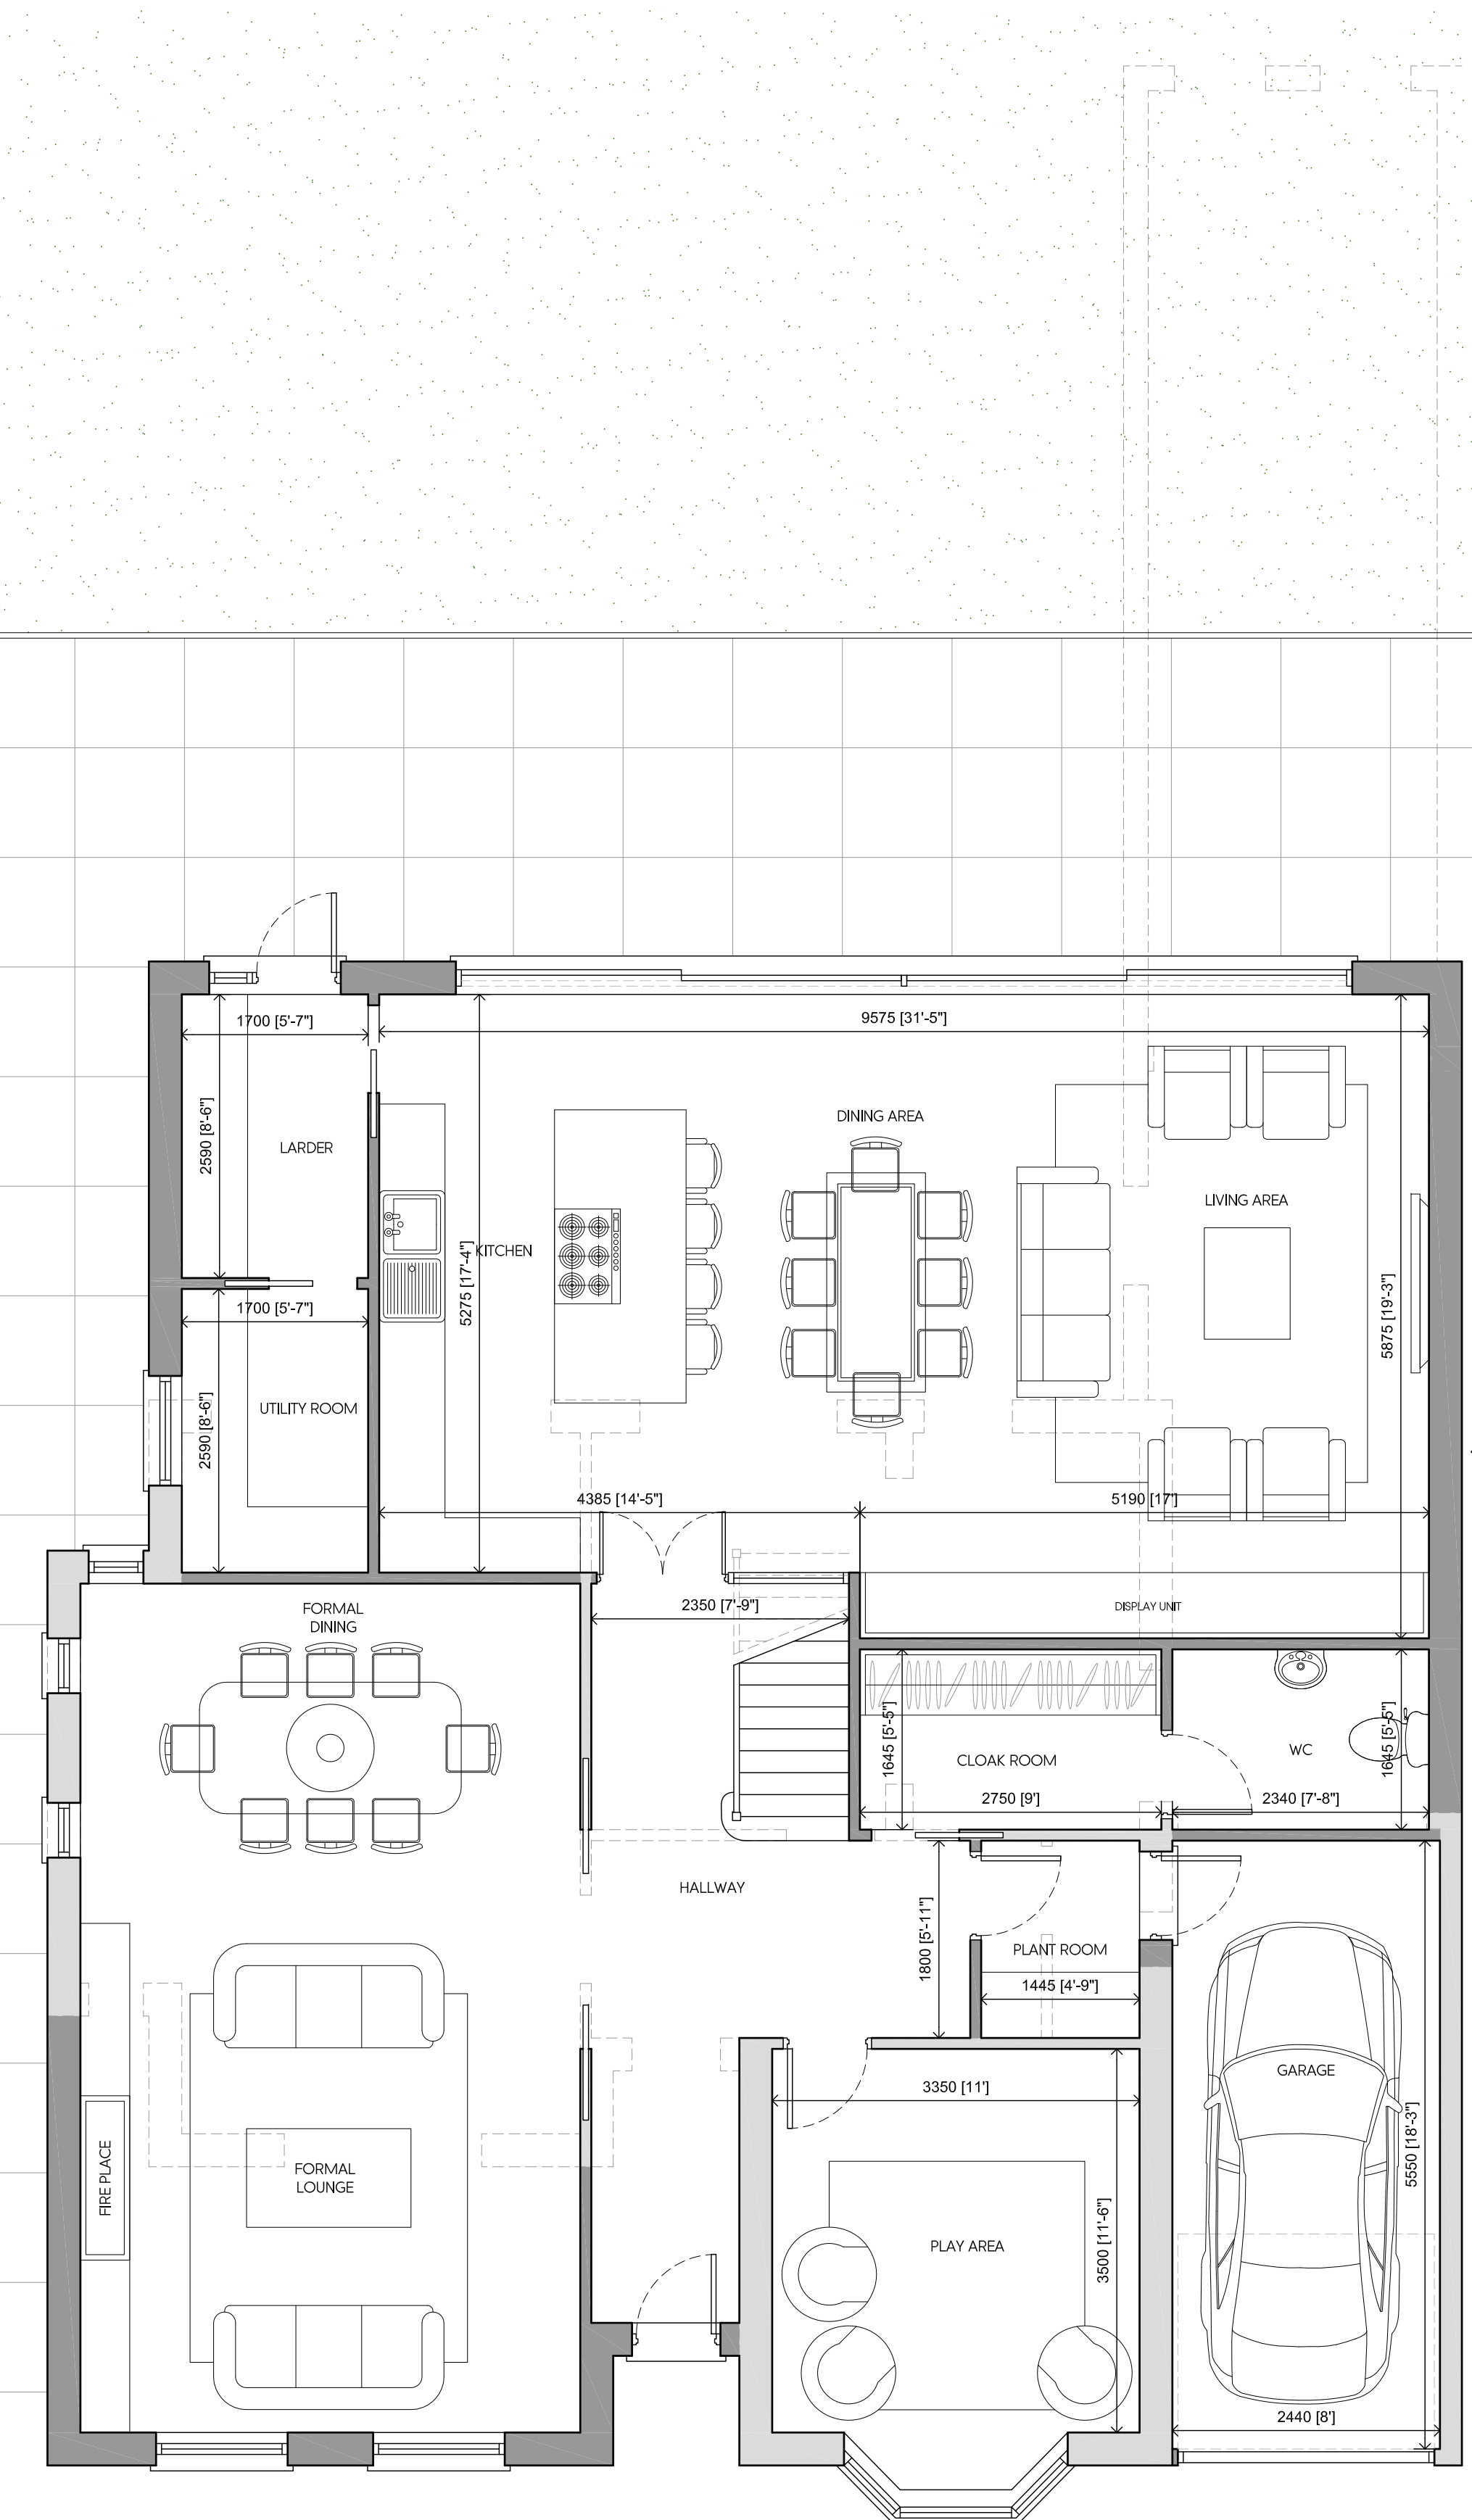 1700 [5'-7"]
9575 [31'-5"]
2590 [8'-6"]
LARDER
DINING AREA
LIVING AREA
KITCHEN
5275 [17'-4"]
5875 [19'-3"]
1700 [5'-7"]
2590 [8'-6"]
UTILITY ROOM
4385 [14'-5"]
5190 [17']
FORMAL
DINING
2350 [7'-9"]
DISPLAY UNIT
1645 [5'-5"]
CLOAK ROOM
WC
1645 [5'-5"]
2750 [9']
2340 [7'-8"]
HALLWAY
1800 [5'-11"]
PLANT ROOM
1445 [4'-9"]
GARAGE
3350 [11']
5550 [18'-3"]
FIRE PLACE
FORMAL
LOUNGE
3500 [11'-6"]
PLAY AREA
2440 [8']